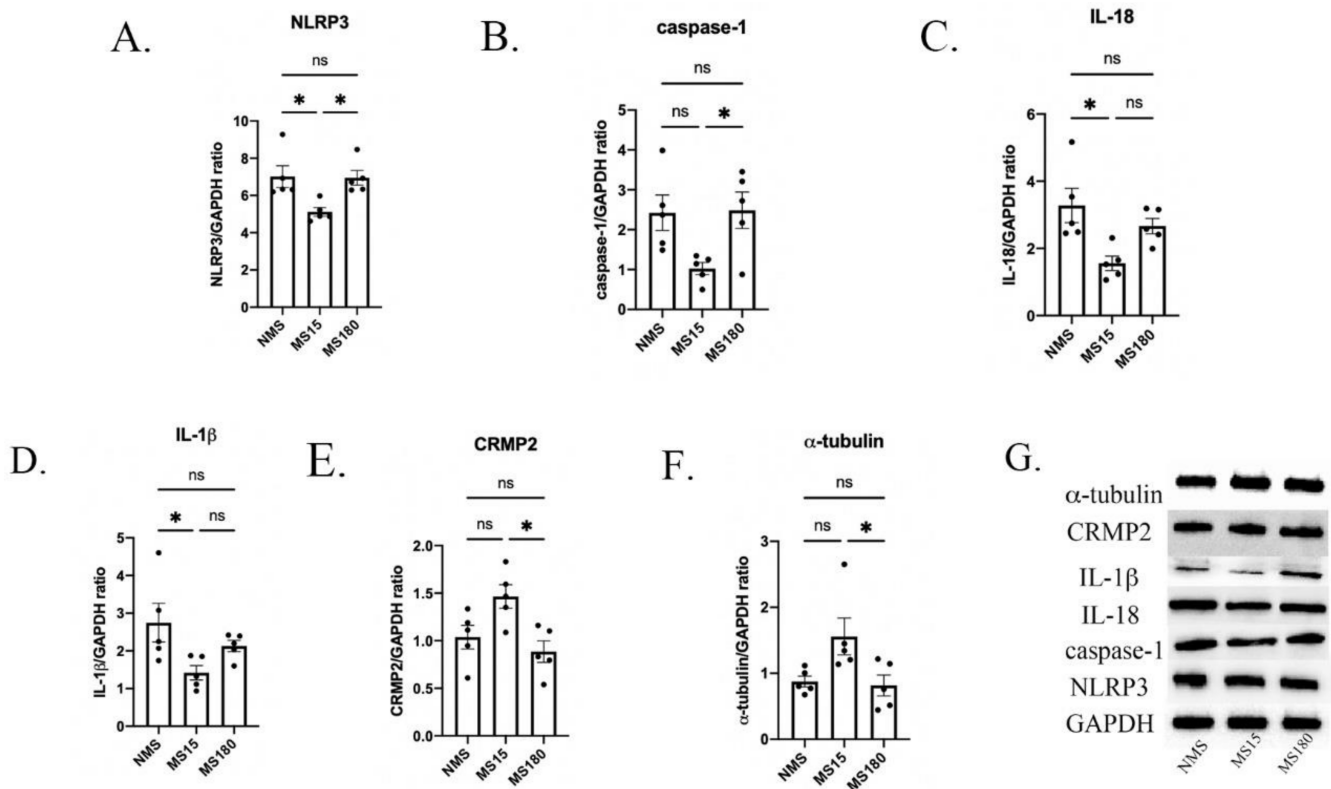 A.
NLRP3
ns
* *
NLRP3/GAPDH ratio
10
8
6
4
2
0
NMS
MS15
MS180
B.
caspase-1
ns
ns *
caspase-1/GAPDH ratio
5
4
3
2
1
0
NMS
MS15
MS180
C.
IL-18
ns
* ns
IL-18/GAPDH ratio
6
4
2
0
NMS
MS15
MS180
D.
IL-1β
ns
* ns
IL-1β/GAPDH ratio
5
4
3
2
1
0
NMS
MS15
MS180
E.
CRMP2
ns
ns *
CRMP2/GAPDH ratio
2.0
1.5
1.0
0.5
0.0
NMS
MS15
MS180
F.
α-tubulin
ns
ns *
α-tubulin/GAPDH ratio
3
2
1
0
NMS
MS15
MS180
G.
α-tubulin
CRMP2
IL-1β
IL-18
caspase-1
NLRP3
GAPDH
NMS
MS15
MS180